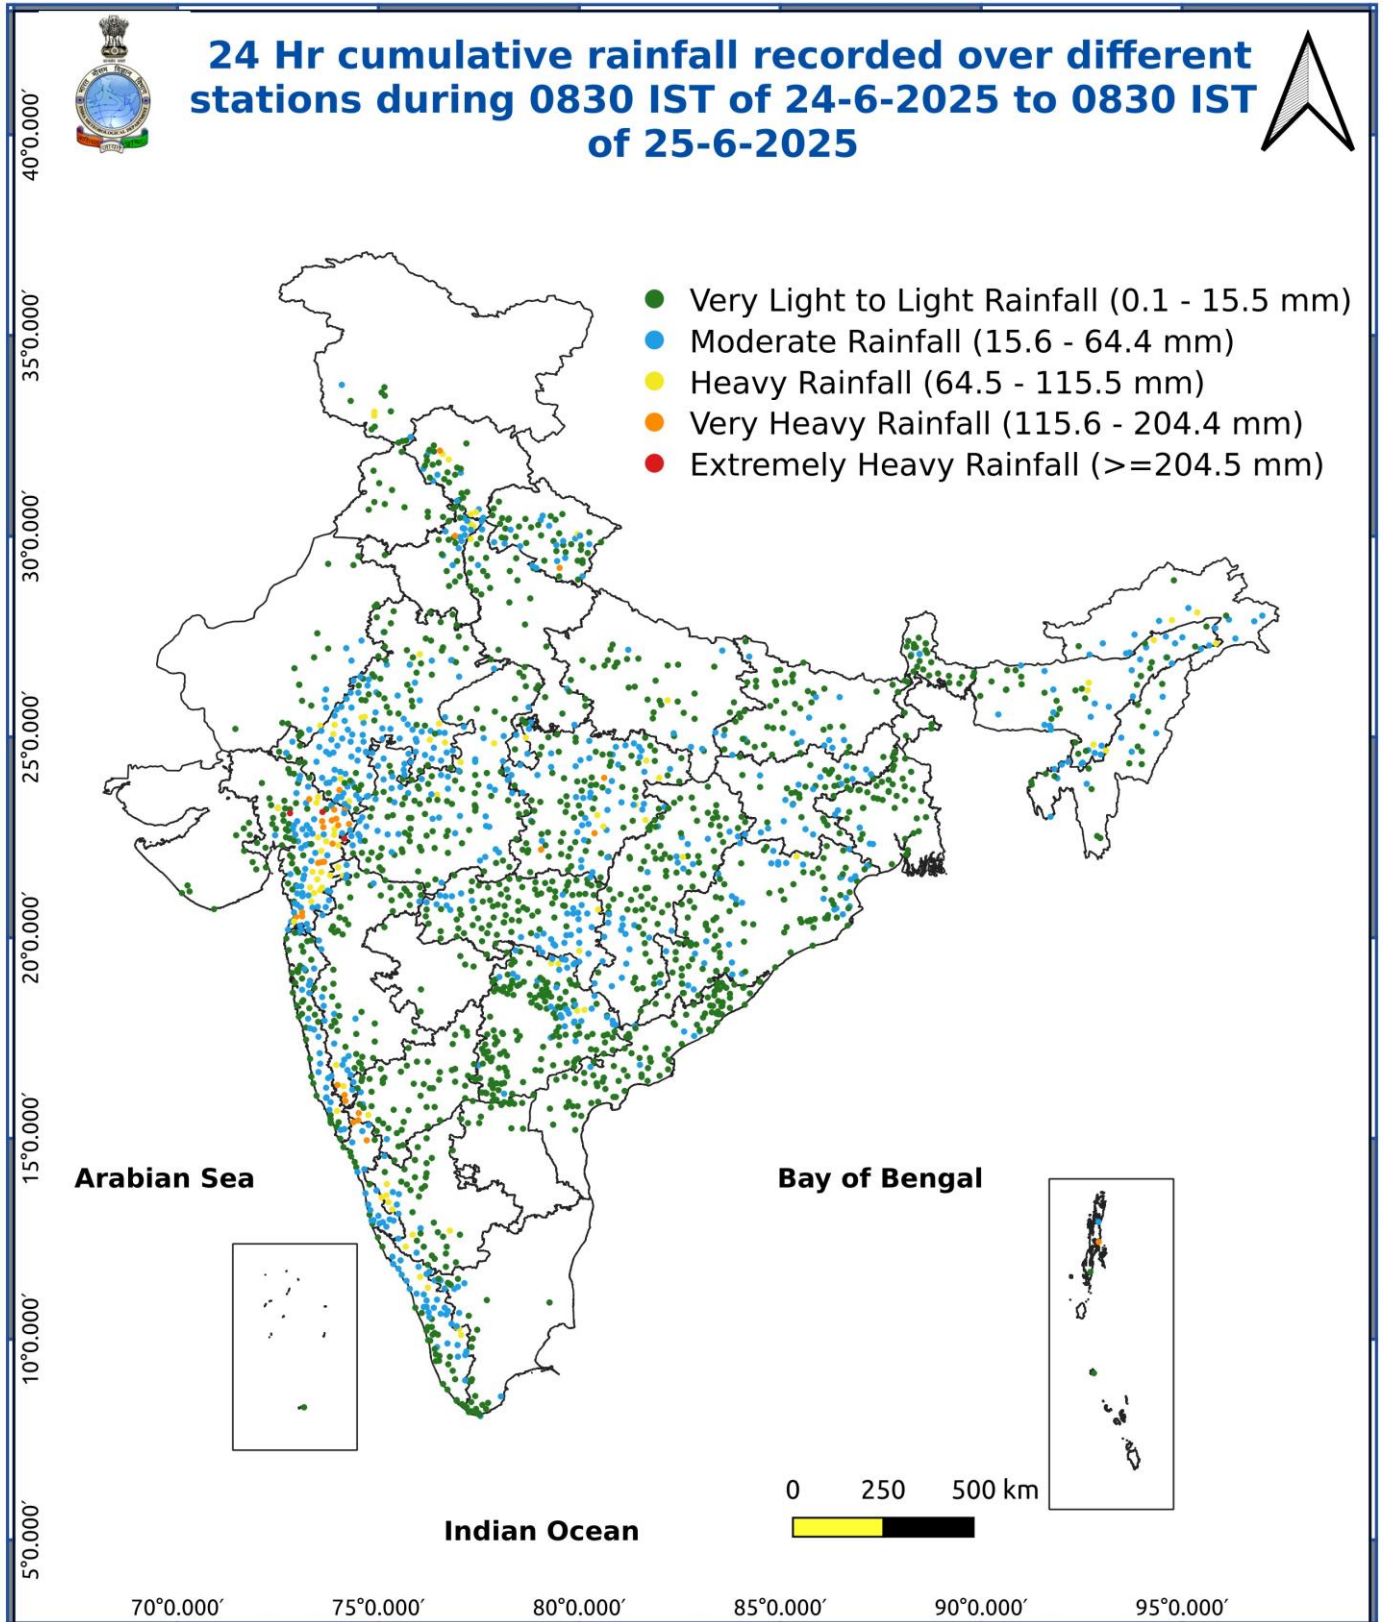 24 Hr cumulative rainfall recorded over different
stations during 0830 IST of 24-6-2025 to 0830 IST
of 25-6-2025
Very Light to Light Rainfall (0.1 - 15.5 mm)
Moderate Rainfall (15.6 - 64.4 mm)
Heavy Rainfall (64.5 - 115.5 mm)
Very Heavy Rainfall (115.6 - 204.4 mm)
Extremely Heavy Rainfall (>=204.5 mm)
40°0.000′
35°0.000′
30°0.000′
25°0.000′
20°0.000′
15°0.000′
10°0.000′
5°0.000′
Arabian Sea
Bay of Bengal
0 250 500 km
Indian Ocean
70°0.000′ 75°0.000′ 80°0.000′ 85°0.000′ 90°0.000′ 95°0.000′